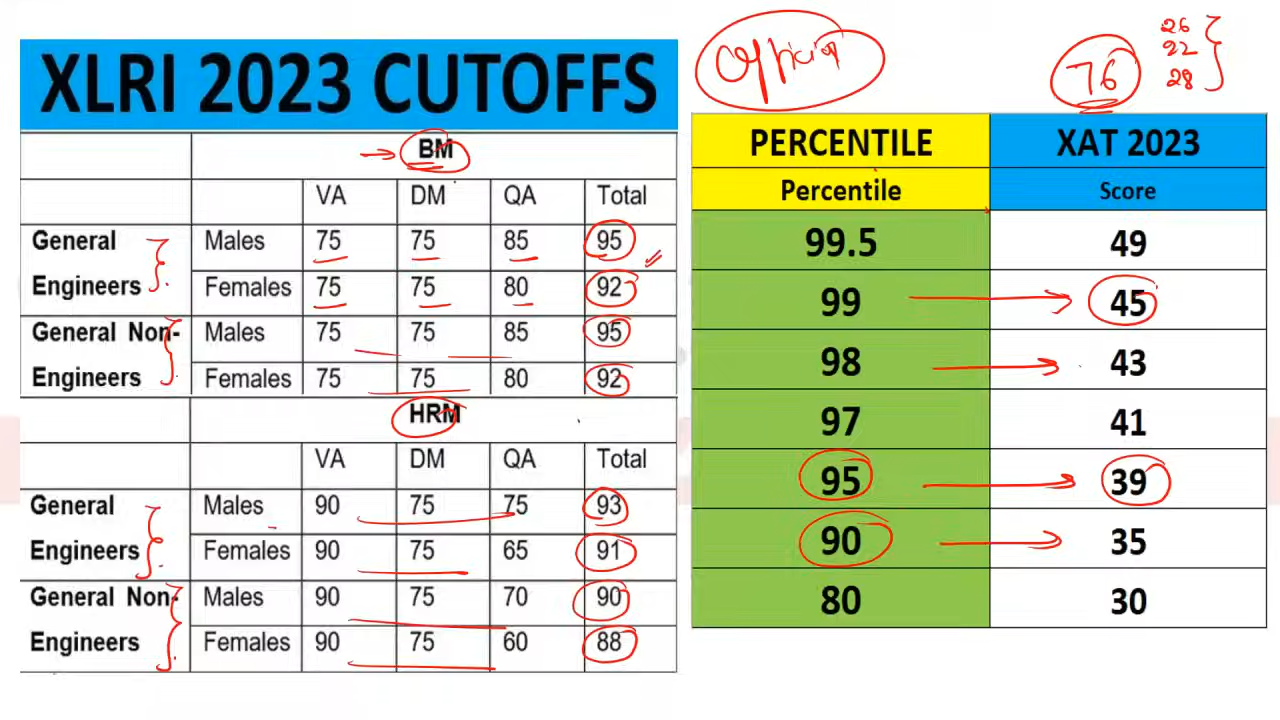 XLRI 2023 CUTOFFS
BM
VA DM QA Total
General Males 75 75 85 95
Engineers Females 75 75 80 92
General Non- Males 75 75 85 95
Engineers Females 75 75 80 92
HRM
VA DM QA Total
General Males 90 75 75 93
Engineers Females 90 75 65 91
General Non- Males 90 75 70 90
Engineers Females 90 75 60 88
Official
76
26
22
28
PERCENTILE XAT 2023
Percentile Score
99.5 49
99 45
98 43
97 41
95 39
90 35
80 30